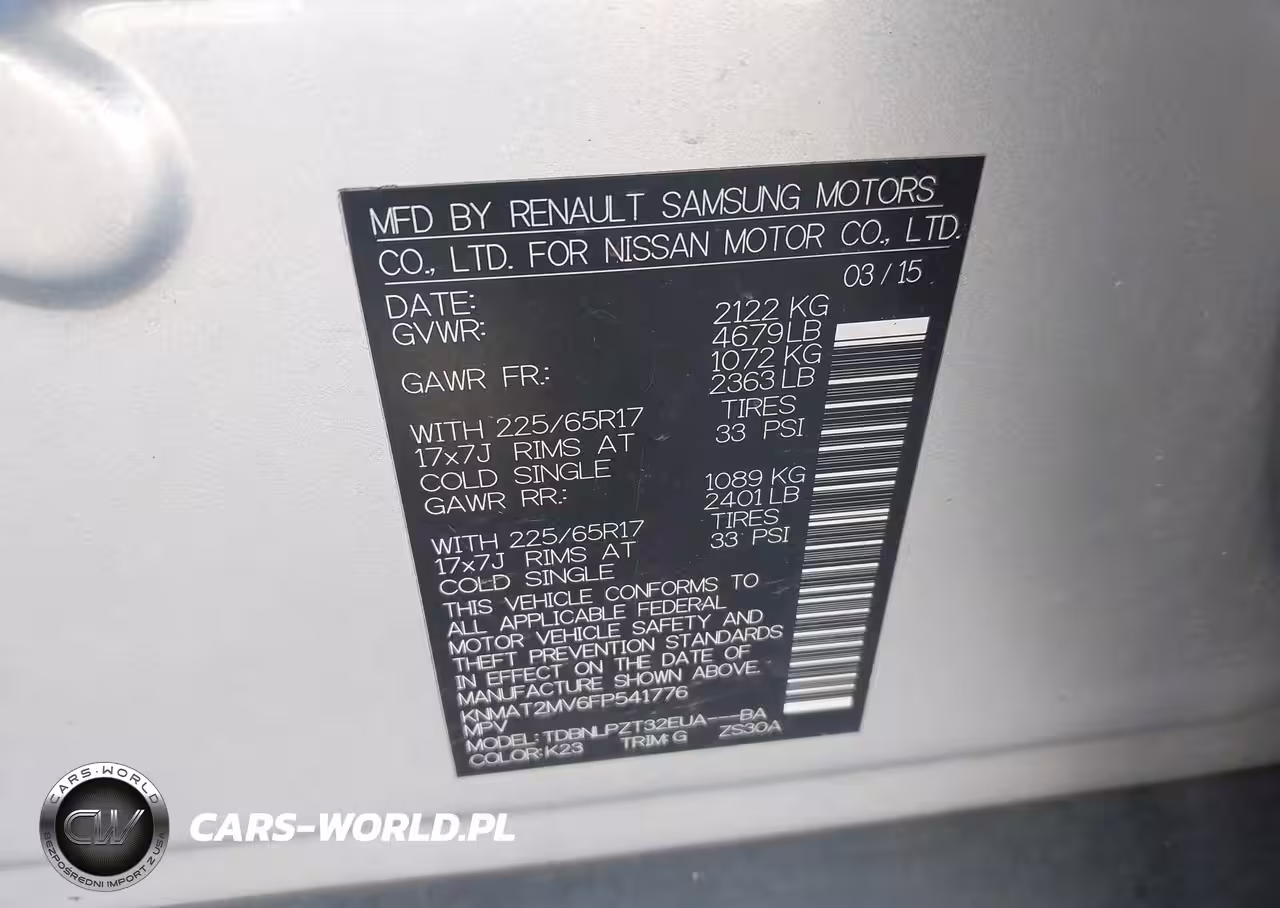 MFD BY RENAULT SAMSUNG MOTORS
CO., LTD. FOR NISSAN MOTOR CO., LTD.
DATE: 03/15
GVWR: 2122 KG
4679 LB
GAWR FR.: 1072 KG
2363 LB
WITH 225/65R17 TIRES
17x7J RIMS AT 33 PSI
COLD SINGLE
GAWR RR.: 1089 KG
2401 LB
WITH 225/65R17 TIRES
17x7J RIMS AT 33 PSI
COLD SINGLE
THIS VEHICLE CONFORMS TO
ALL APPLICABLE FEDERAL
MOTOR VEHICLE SAFETY AND
THEFT PREVENTION STANDARDS
IN EFFECT ON THE DATE OF
MANUFACTURE SHOWN ABOVE.
KNMAT2MV6FP541776
MPV
MODEL: TDBNLPZT32EUA---BA
COLOR: K23 TRIM: G ZS30A
CARS-WORLD
CW
BEZPOŚREDNI IMPORT Z USA
CARS-WORLD.PL